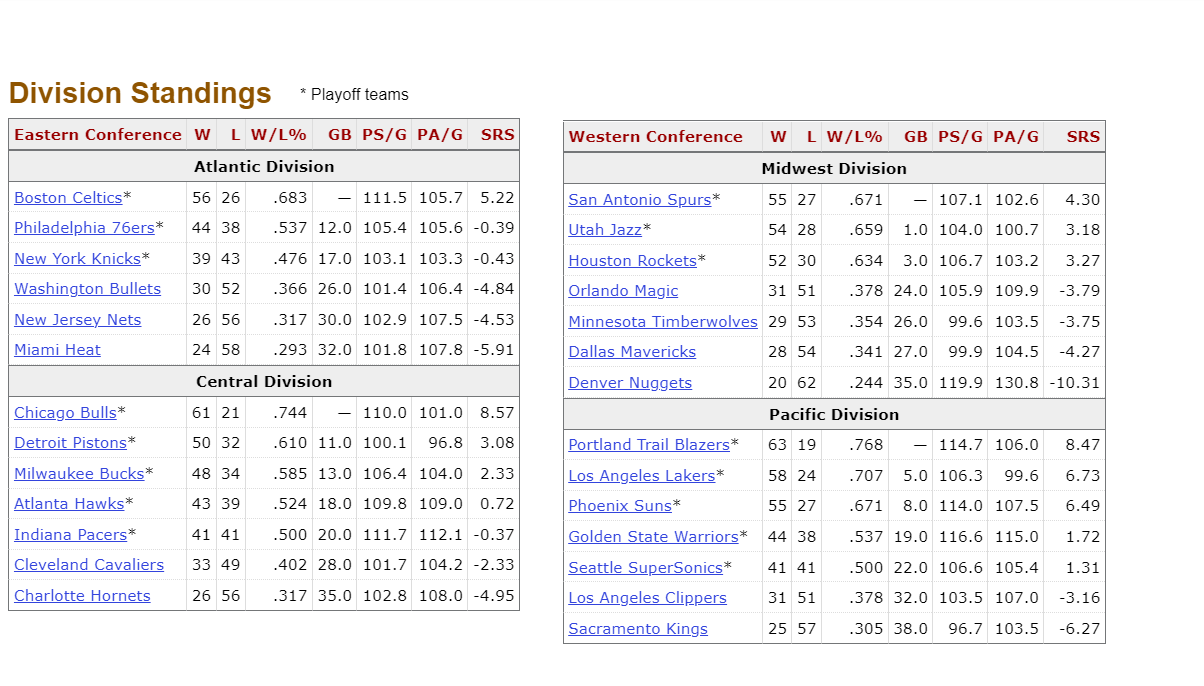 Division Standings * Playoff teams
Eastern Conference W L W/L% GB PS/G PA/G SRS
Atlantic Division
Boston Celtics* 56 26 .683 — 111.5 105.7 5.22
Philadelphia 76ers* 44 38 .537 12.0 105.4 105.6 -0.39
New York Knicks* 39 43 .476 17.0 103.1 103.3 -0.43
Washington Bullets 30 52 .366 26.0 101.4 106.4 -4.84
New Jersey Nets 26 56 .317 30.0 102.9 107.5 -4.53
Miami Heat 24 58 .293 32.0 101.8 107.8 -5.91
Central Division
Chicago Bulls* 61 21 .744 — 110.0 101.0 8.57
Detroit Pistons* 50 32 .610 11.0 100.1 96.8 3.08
Milwaukee Bucks* 48 34 .585 13.0 106.4 104.0 2.33
Atlanta Hawks* 43 39 .524 18.0 109.8 109.0 0.72
Indiana Pacers* 41 41 .500 20.0 111.7 112.1 -0.37
Cleveland Cavaliers 33 49 .402 28.0 101.7 104.2 -2.33
Charlotte Hornets 26 56 .317 35.0 102.8 108.0 -4.95
Western Conference W L W/L% GB PS/G PA/G SRS
Midwest Division
San Antonio Spurs* 55 27 .671 — 107.1 102.6 4.30
Utah Jazz* 54 28 .659 1.0 104.0 100.7 3.18
Houston Rockets* 52 30 .634 3.0 106.7 103.2 3.27
Orlando Magic 31 51 .378 24.0 105.9 109.9 -3.79
Minnesota Timberwolves 29 53 .354 26.0 99.6 103.5 -3.75
Dallas Mavericks 28 54 .341 27.0 99.9 104.5 -4.27
Denver Nuggets 20 62 .244 35.0 119.9 130.8 -10.31
Pacific Division
Portland Trail Blazers* 63 19 .768 — 114.7 106.0 8.47
Los Angeles Lakers* 58 24 .707 5.0 106.3 99.6 6.73
Phoenix Suns* 55 27 .671 8.0 114.0 107.5 6.49
Golden State Warriors* 44 38 .537 19.0 116.6 115.0 1.72
Seattle SuperSonics* 41 41 .500 22.0 106.6 105.4 1.31
Los Angeles Clippers 31 51 .378 32.0 103.5 107.0 -3.16
Sacramento Kings 25 57 .305 38.0 96.7 103.5 -6.27